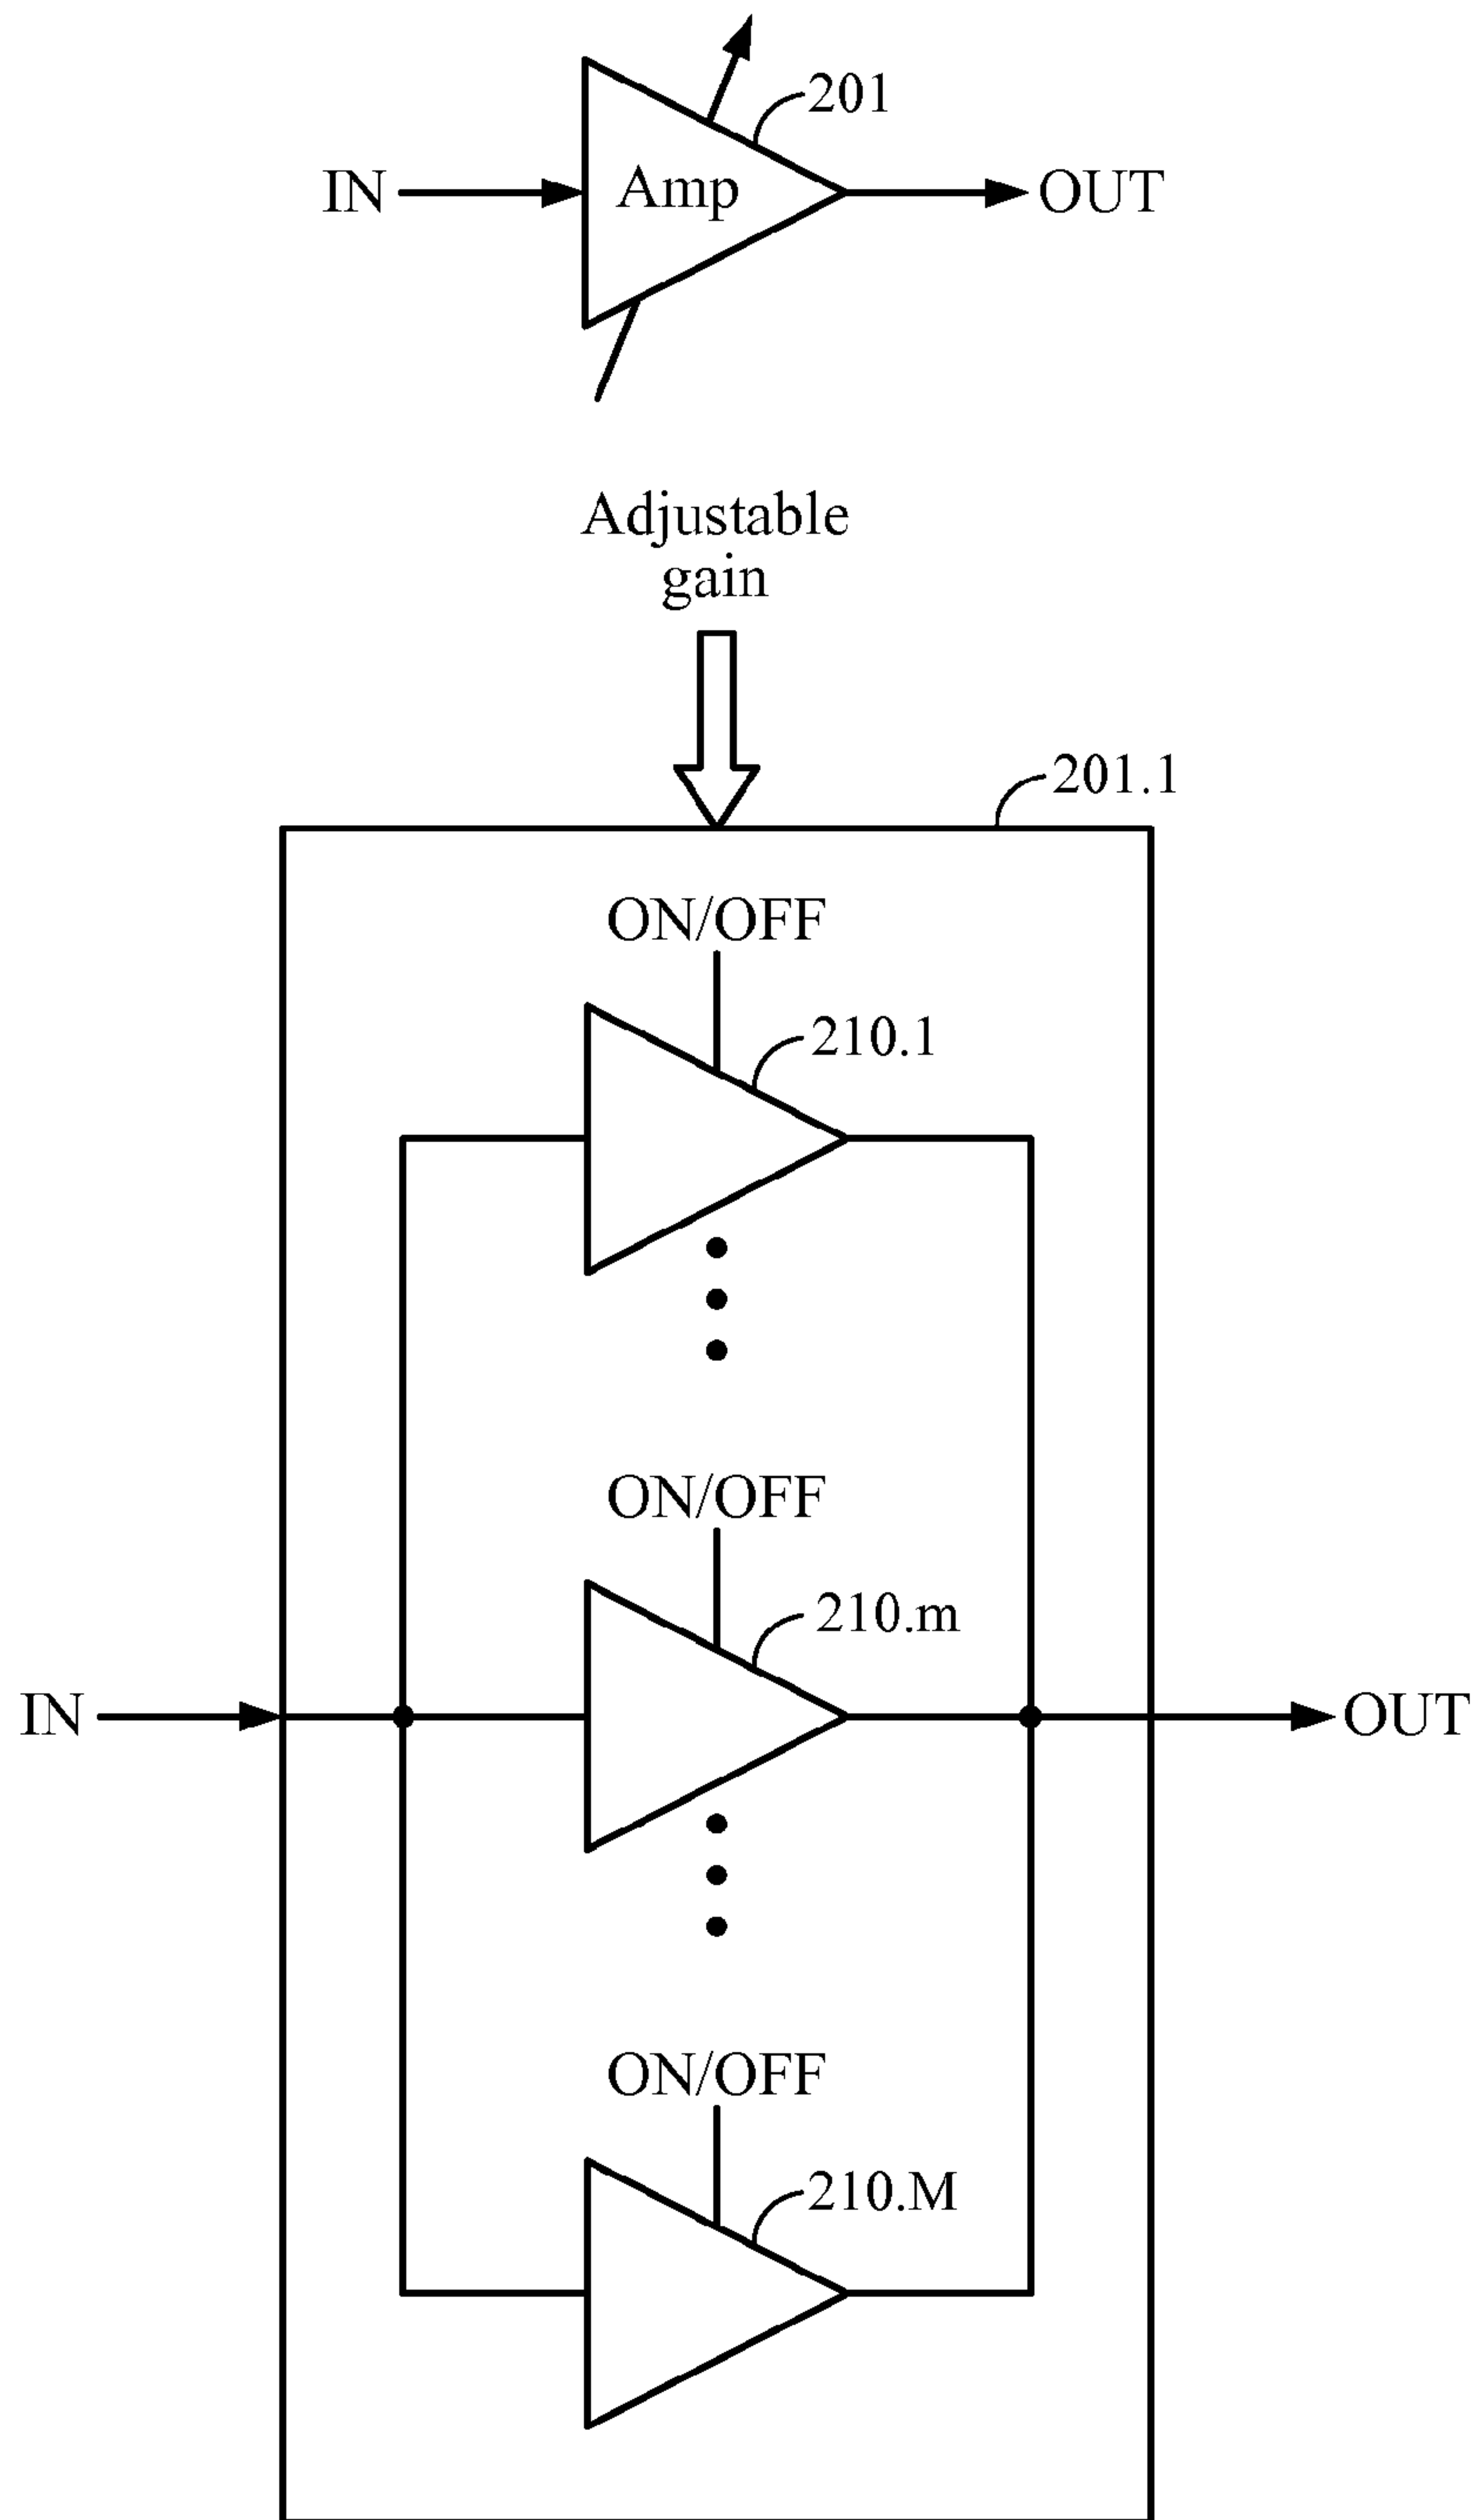 201
IN
Amp
OUT
Adjustable
gain
201.1
ON/OFF
210.1
ON/OFF
210.m
IN
OUT
ON/OFF
210.M